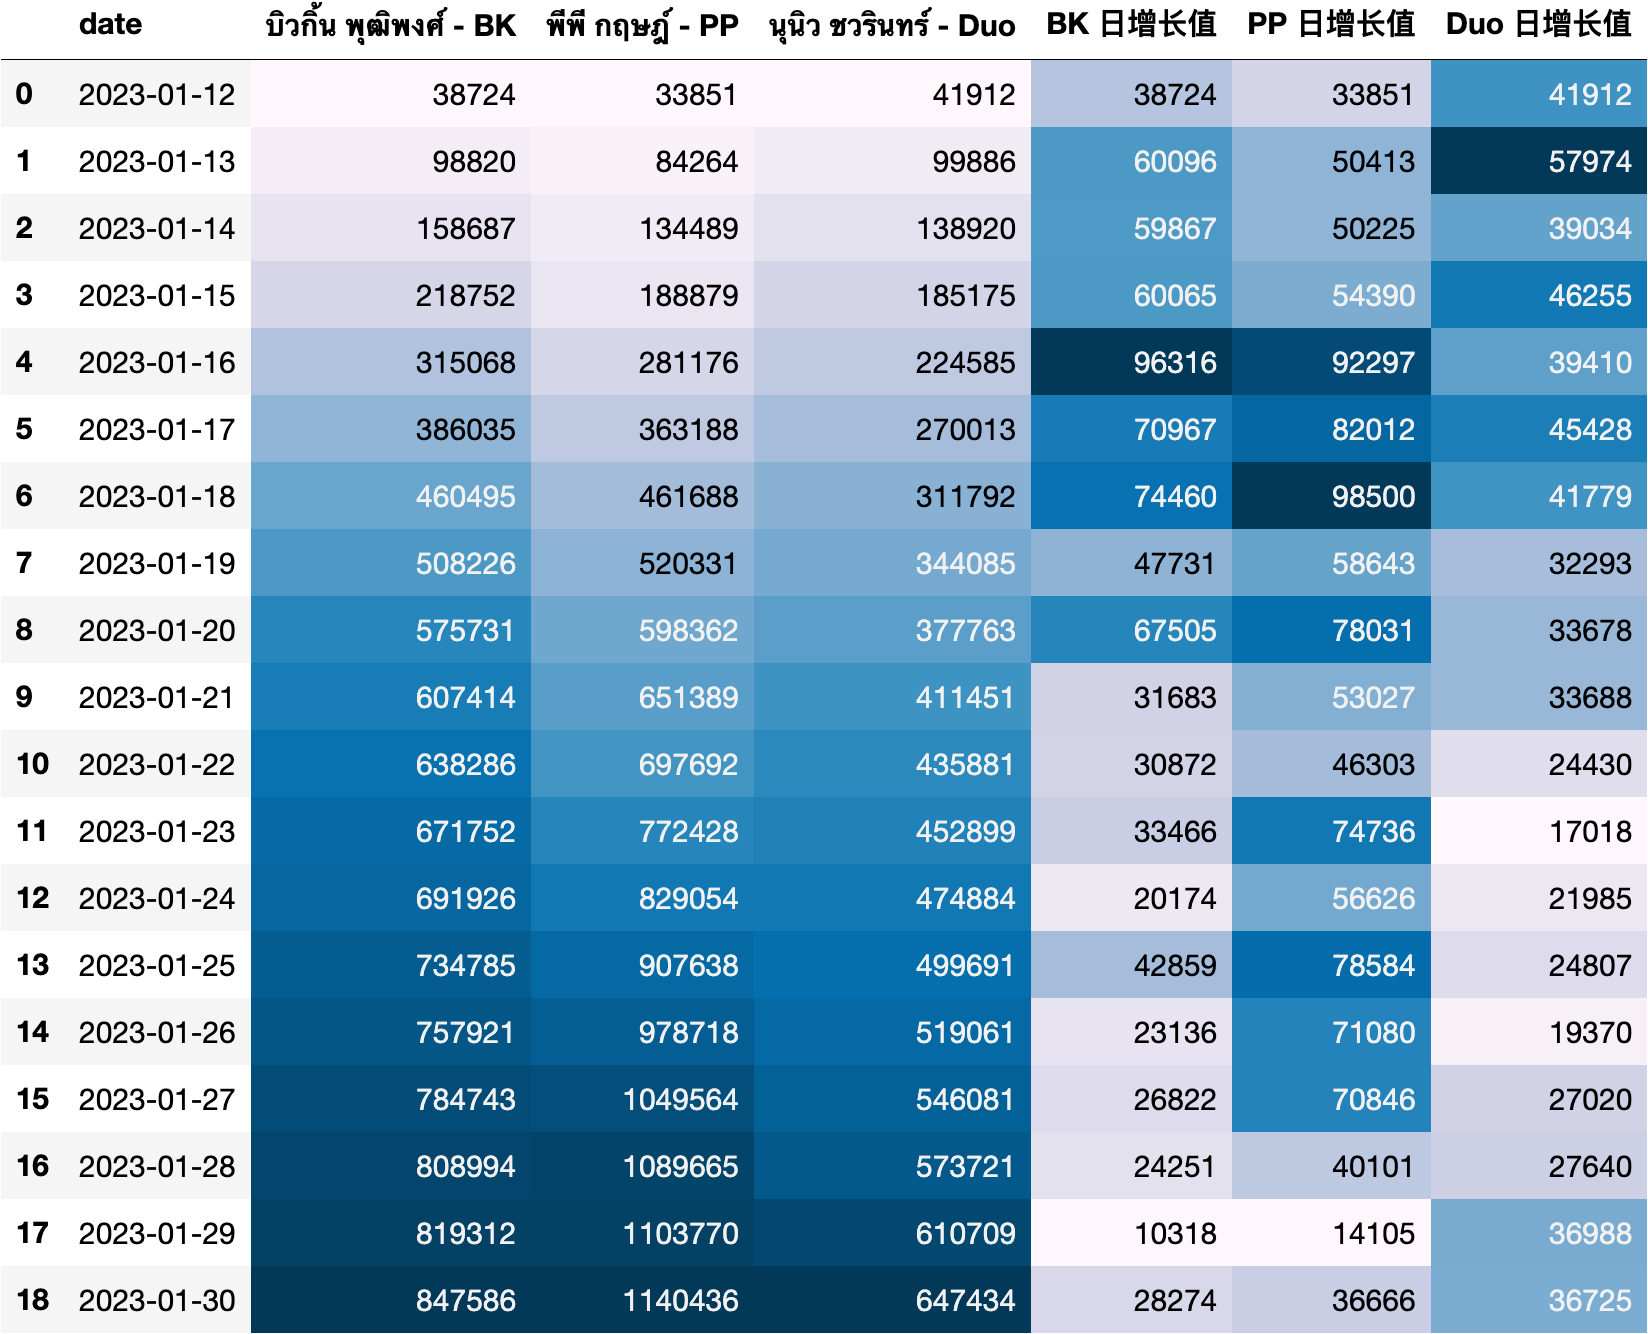 date บิวกิ้น พุฒิพงศ์ - BK พีพี กฤษฎ์ - PP นุนิว ชวรินทร์ - Duo BK 日增长值 PP 日增长值 Duo 日增长值
0 2023-01-12 38724 33851 41912 38724 33851 41912
1 2023-01-13 98820 84264 99886 60096 50413 57974
2 2023-01-14 158687 134489 138920 59867 50225 39034
3 2023-01-15 218752 188879 185175 60065 54390 46255
4 2023-01-16 315068 281176 224585 96316 92297 39410
5 2023-01-17 386035 363188 270013 70967 82012 45428
6 2023-01-18 460495 461688 311792 74460 98500 41779
7 2023-01-19 508226 520331 344085 47731 58643 32293
8 2023-01-20 575731 598362 377763 67505 78031 33678
9 2023-01-21 607414 651389 411451 31683 53027 33688
10 2023-01-22 638286 697692 435881 30872 46303 24430
11 2023-01-23 671752 772428 452899 33466 74736 17018
12 2023-01-24 691926 829054 474884 20174 56626 21985
13 2023-01-25 734785 907638 499691 42859 78584 24807
14 2023-01-26 757921 978718 519061 23136 71080 19370
15 2023-01-27 784743 1049564 546081 26822 70846 27020
16 2023-01-28 808994 1089665 573721 24251 40101 27640
17 2023-01-29 819312 1103770 610709 10318 14105 36988
18 2023-01-30 847586 1140436 647434 28274 36666 36725